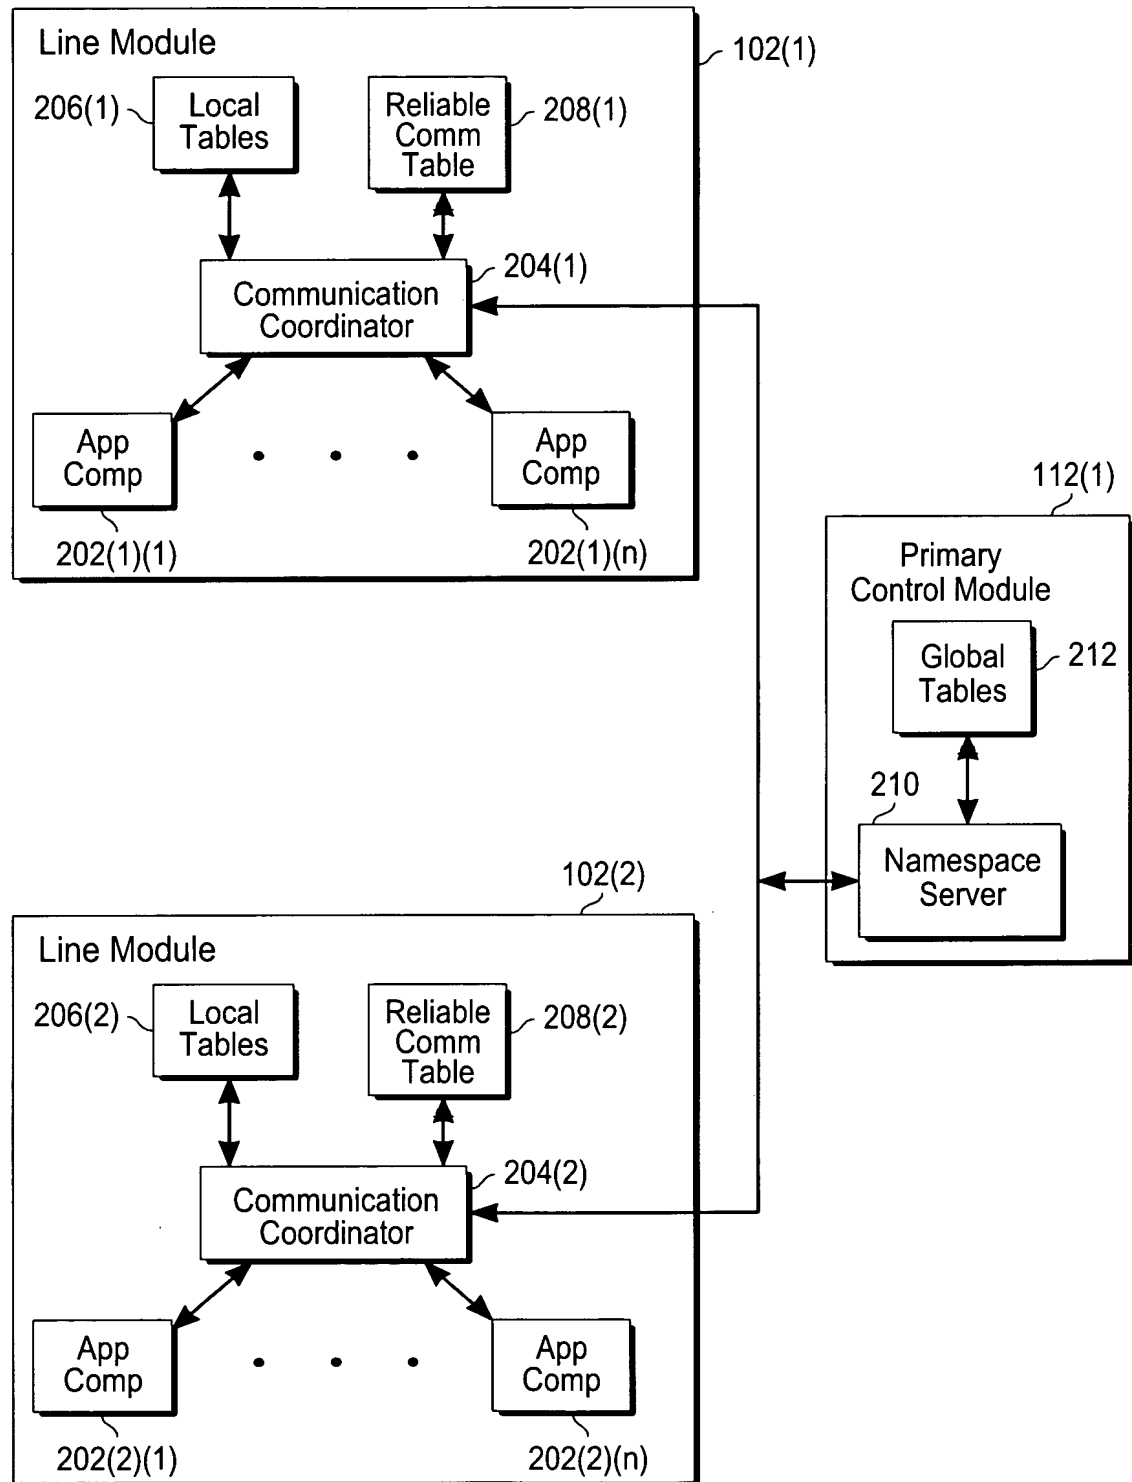 Line Module
102(1)
206(1)
Local
Tables
Reliable
Comm
Table
208(1)
204(1)
Communication
Coordinator
App
Comp
App
Comp
202(1)(1)
202(1)(n)
112(1)
Primary
Control Module
Global
Tables
212
210
Namespace
Server
102(2)
Line Module
206(2)
Local
Tables
Reliable
Comm
Table
208(2)
204(2)
Communication
Coordinator
App
Comp
App
Comp
202(2)(1)
202(2)(n)